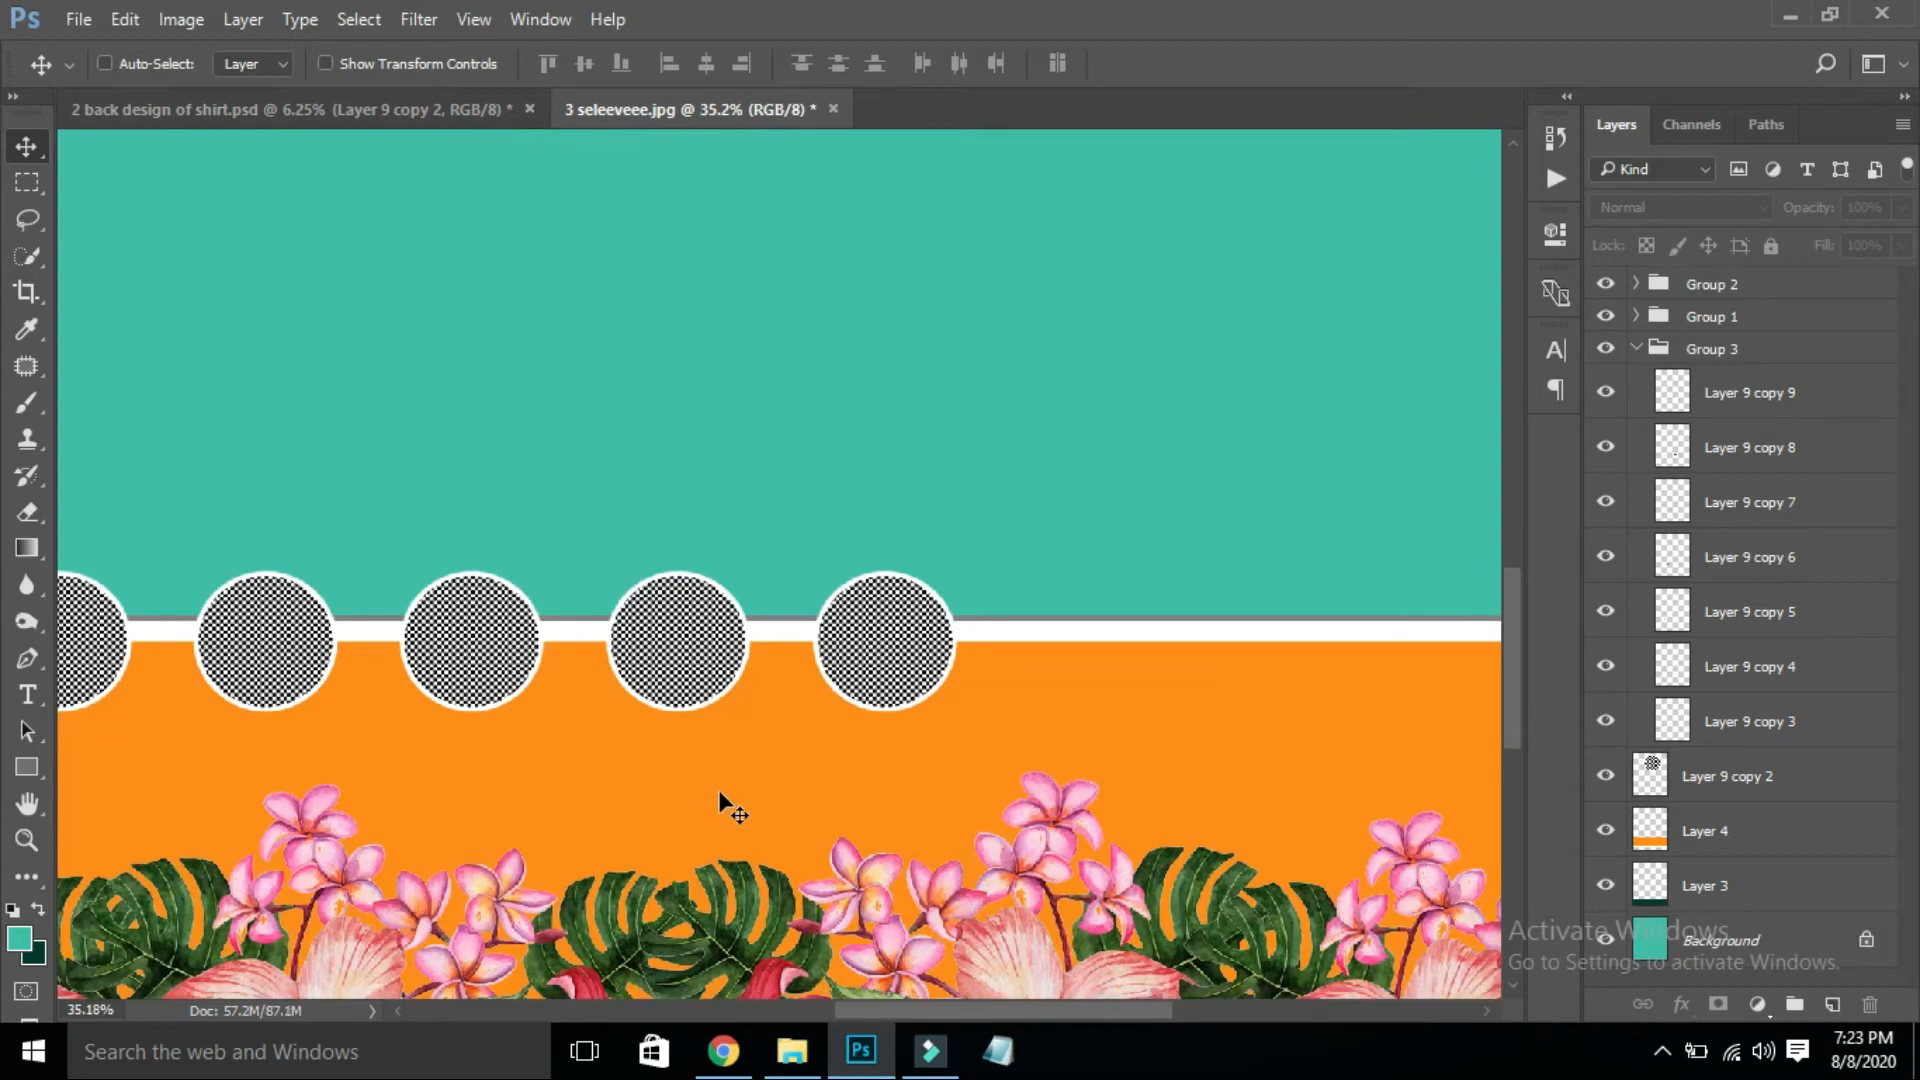 Ps File Edit Image Layer Type Select Filter View Window Help
Auto-Select: Layer Show Transform Controls
2 back design of shirt.psd @ 6.25% (Layer 9 copy 2, RGB/8) * ×
3 seleeveee.jpg @ 35.2% (RGB/8) * ×
Layers Channels Paths
Kind
Normal Opacity: 100%
Lock: Fill: 100%
Group 2
Group 1
Group 3
Layer 9 copy 9
Layer 9 copy 8
Layer 9 copy 7
Layer 9 copy 6
Layer 9 copy 5
Layer 9 copy 4
Layer 9 copy 3
Layer 9 copy 2
Layer 4
Layer 3
Background
Activate Windows
Go to Settings to activate Windows.
35.18% Doc: 57.2M/87.1M
Search the web and Windows
Ps
7:23 PM
8/8/2020